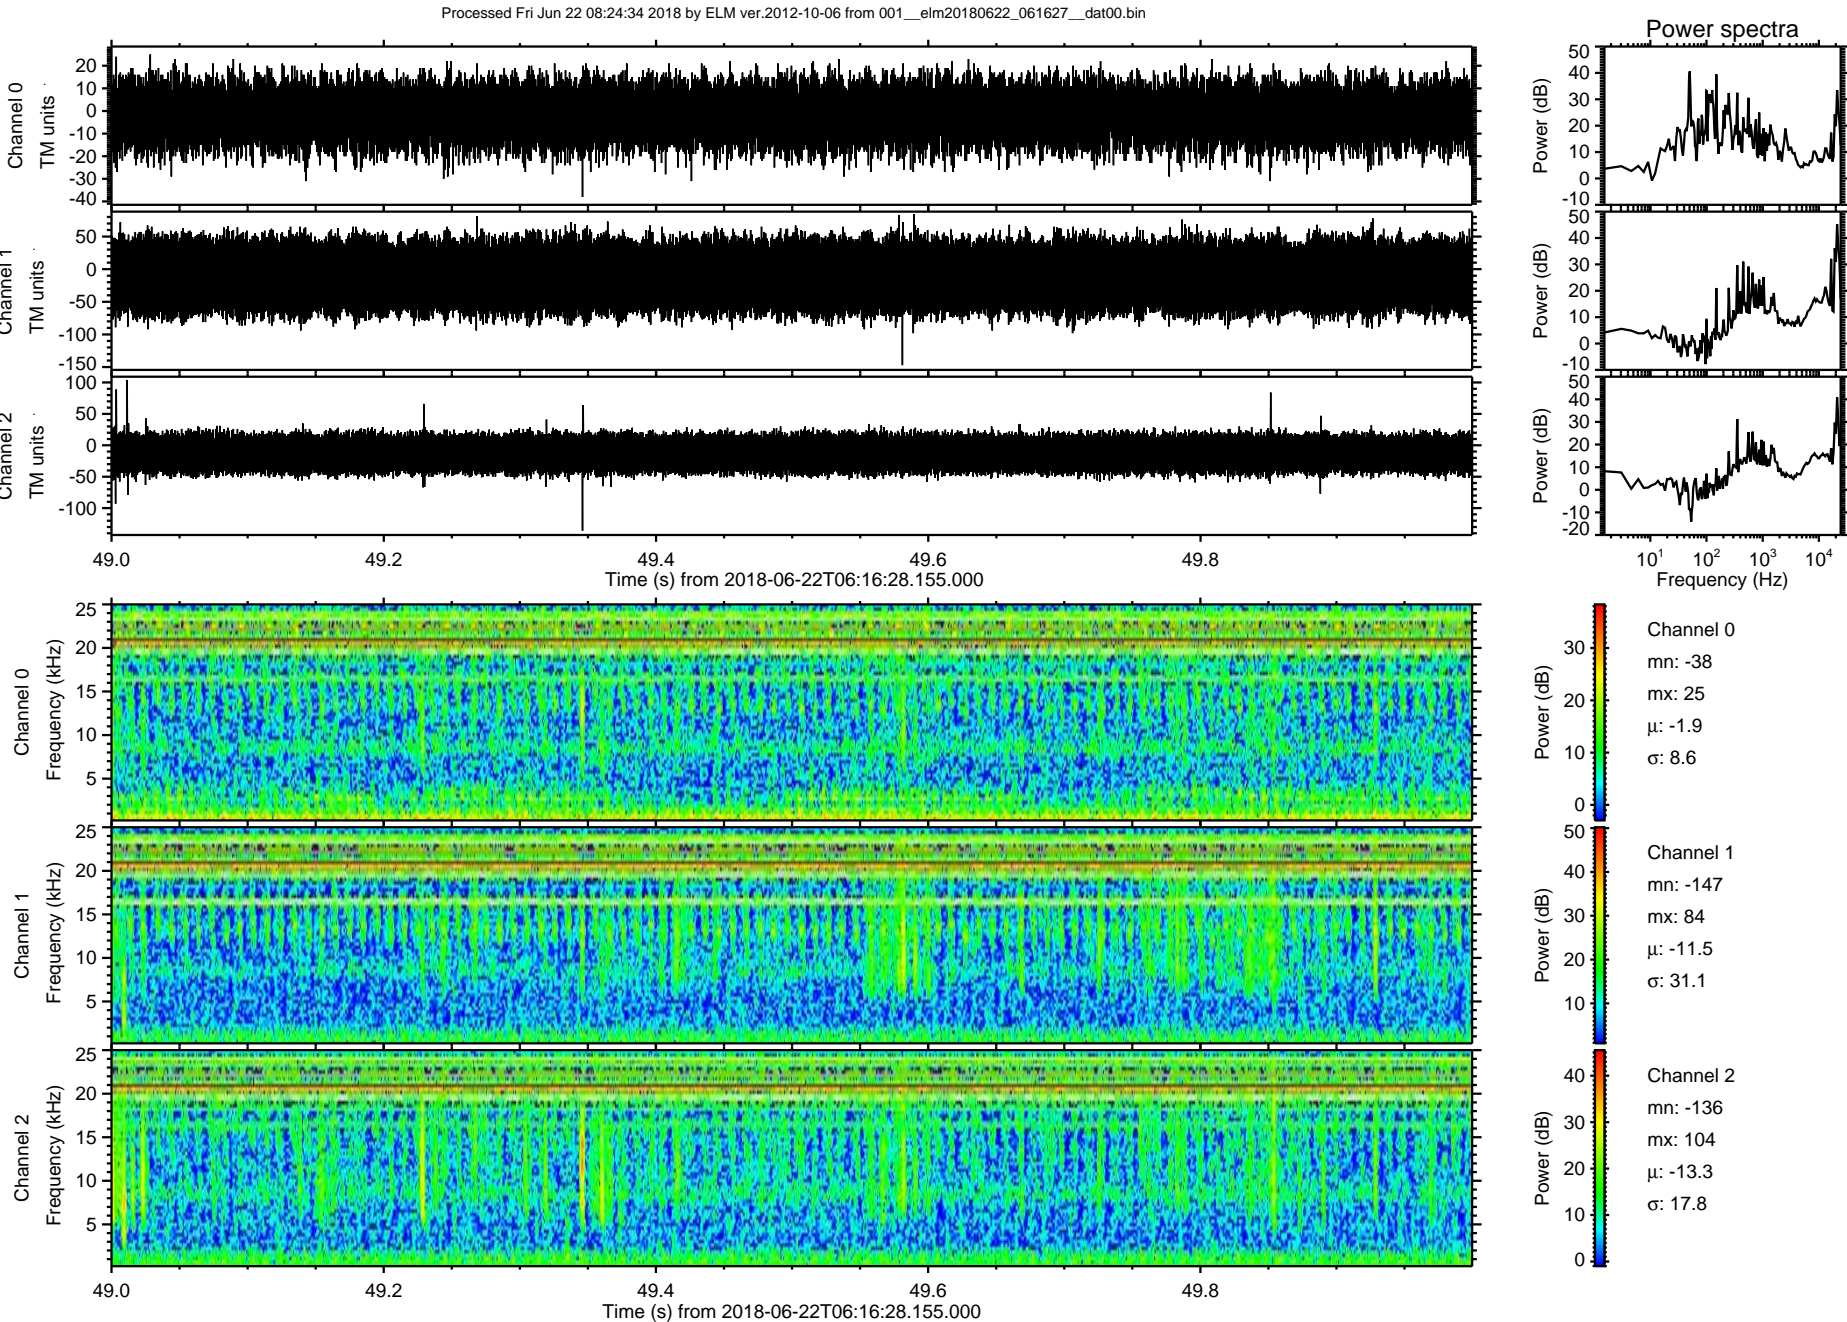 Processed Fri Jun 22 08:24:34 2018 by ELM ver.2012-10-06 from 001__elm20180622_061627__dat00.bin
Power spectra
Channel 0
TM units
20
10
0
-10
-20
-30
-40
Power (dB)
50
40
30
20
10
0
-10
Channel 1
TM units
50
0
-50
-100
-150
Power (dB)
50
40
30
20
10
0
-10
Channel 2
TM units
100
50
0
-50
-100
Power (dB)
50
40
30
20
10
0
-10
-20
49.0 49.2 49.4 49.6 49.8
Time (s) from 2018-06-22T06:16:28.155.000
10¹ 10² 10³ 10⁴
Frequency (Hz)
Channel 0
Frequency (kHz)
25
20
15
10
5
Power (dB)
30
20
10
0
Channel 0
mn: -38
mx: 25
μ: -1.9
σ: 8.6
Channel 1
Frequency (kHz)
25
20
15
10
5
Power (dB)
50
40
30
20
10
Channel 1
mn: -147
mx: 84
μ: -11.5
σ: 31.1
Channel 2
Frequency (kHz)
25
20
15
10
5
Power (dB)
40
30
20
10
0
Channel 2
mn: -136
mx: 104
μ: -13.3
σ: 17.8
49.0 49.2 49.4 49.6 49.8
Time (s) from 2018-06-22T06:16:28.155.000